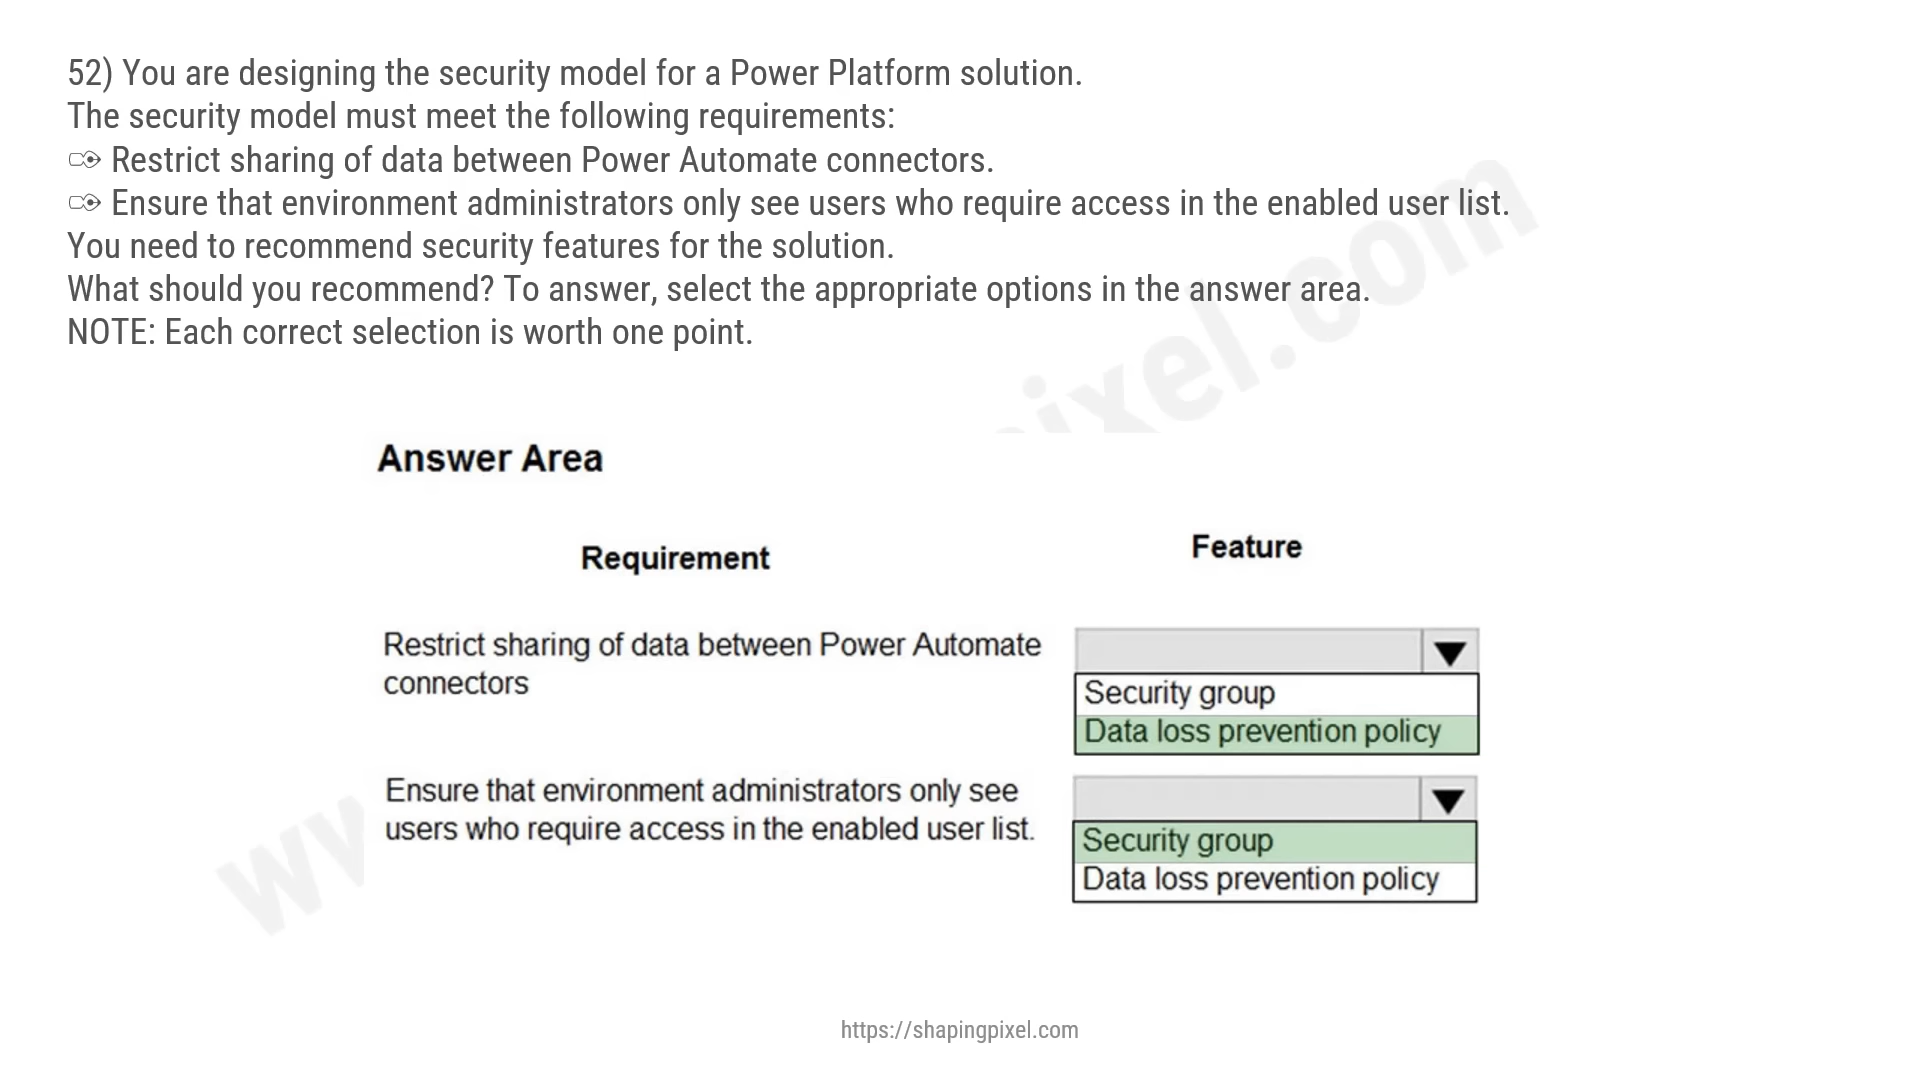 52) You are designing the security model for a Power Platform solution.
The security model must meet the following requirements:
Restrict sharing of data between Power Automate connectors.
Ensure that environment administrators only see users who require access in the enabled user list.
You need to recommend security features for the solution.
What should you recommend? To answer, select the appropriate options in the answer area.
NOTE: Each correct selection is worth one point.
Answer Area
Requirement
Feature
Restrict sharing of data between Power Automate
connectors
Security group
Data loss prevention policy
Ensure that environment administrators only see
users who require access in the enabled user list.
Security group
Data loss prevention policy
https://shapingpixel.com